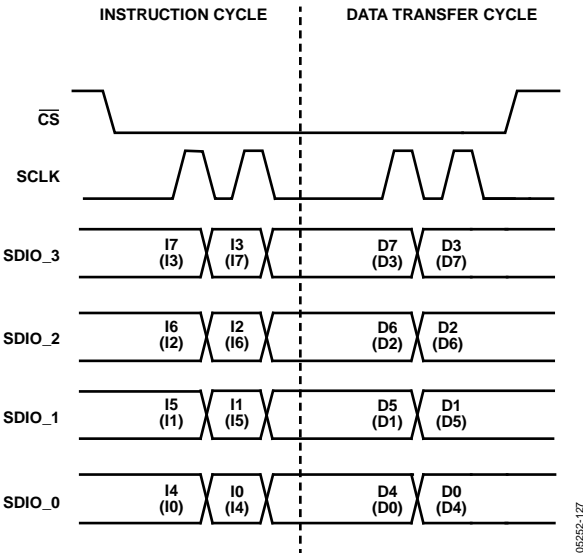 INSTRUCTION CYCLE DATA TRANSFER CYCLE
CS
SCLK
SDIO_3 I7 I3 D7 D3
(I3) (I7) (D3) (D7)
SDIO_2 I6 I2 D6 D2
(I2) (I6) (D2) (D6)
SDIO_1 I5 I1 D5 D1
(I1) (I5) (D1) (D5)
SDIO_0 I4 I0 D4 D0
(I0) (I4) (D0) (D4)
05252-127